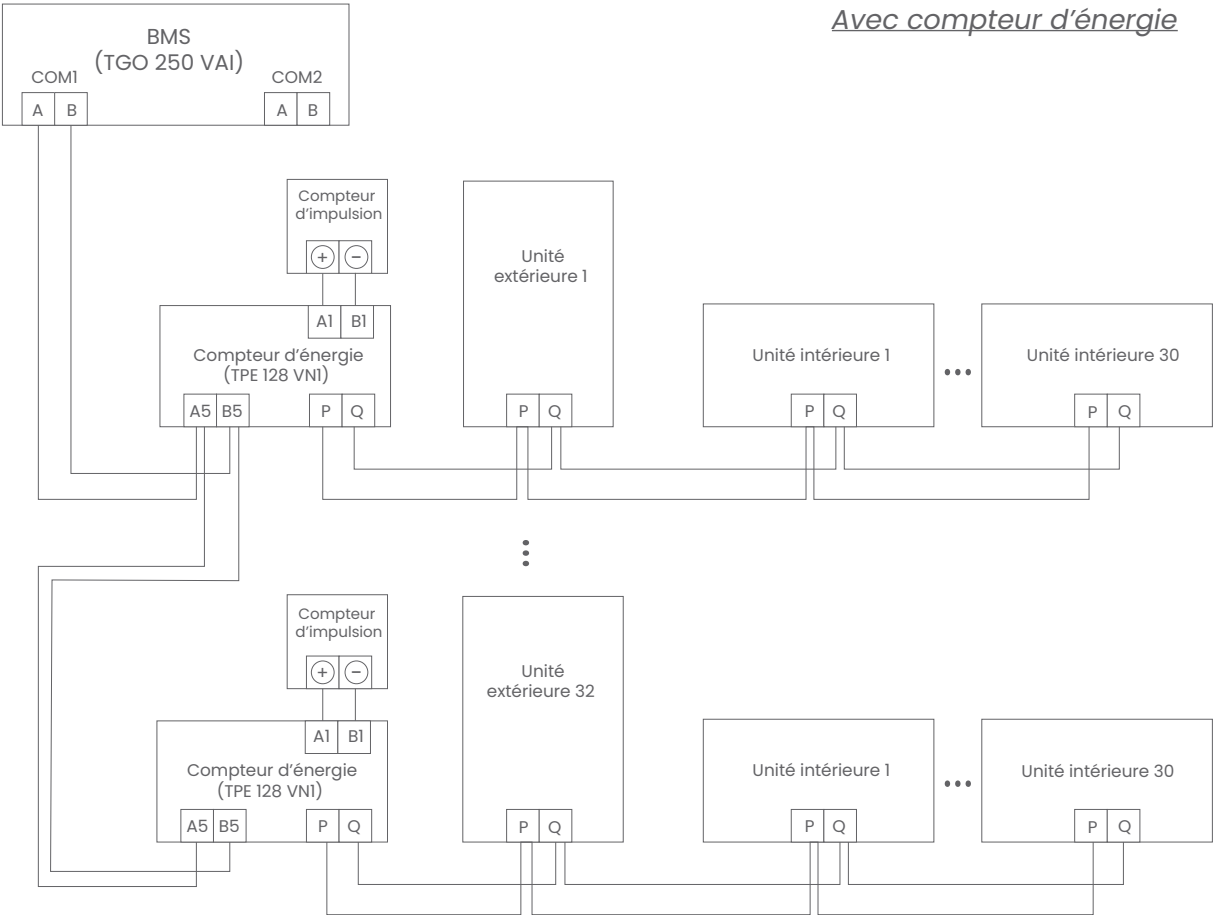 Avec compteur d'énergie
BMS
(TGO 250 VAI)
COM1
COM2
A B
A B
Compteur
d'impulsion
+ −
A1 B1
Compteur d'énergie
(TPE 128 VN1)
A5 B5
P Q
Unité
extérieure 1
P Q
Unité intérieure 1
P Q
...
Unité intérieure 30
P Q
Compteur
d'impulsion
+ −
A1 B1
Compteur d'énergie
(TPE 128 VN1)
A5 B5
P Q
Unité
extérieure 32
P Q
Unité intérieure 1
P Q
...
Unité intérieure 30
P Q